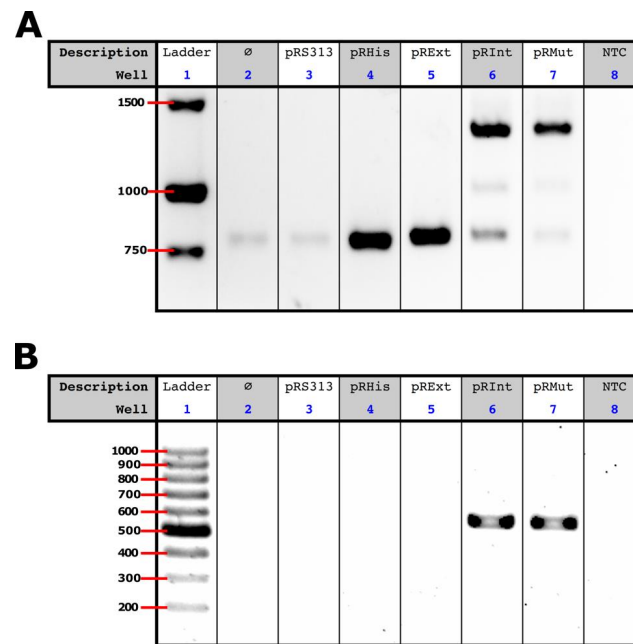 A
Description Ladder ∅ pRS313 pRHis pRExt pRInt pRMut NTC
Well 1 2 3 4 5 6 7 8
1500
1000
750
B
Description Ladder ∅ pRS313 pRHis pRExt pRInt pRMut NTC
Well 1 2 3 4 5 6 7 8
1000
900
800
700
600
500
400
300
200